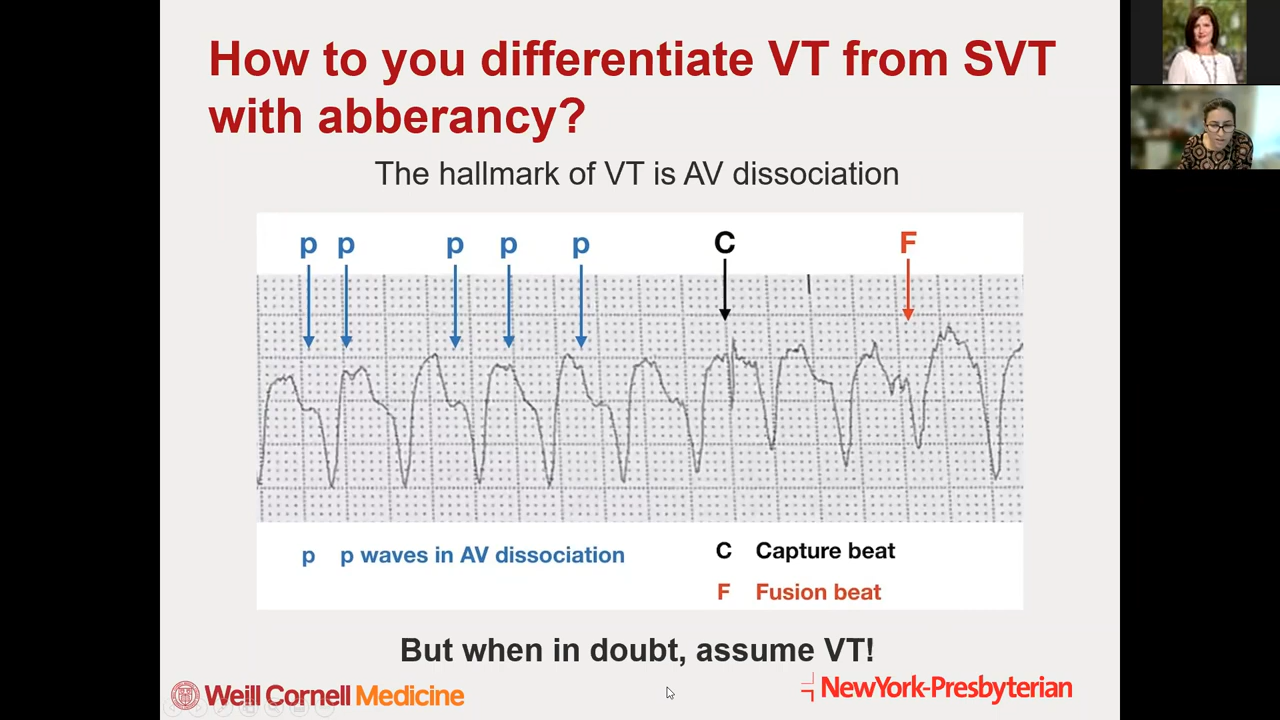 How to you differentiate VT from SVT
with abberancy?
The hallmark of VT is AV dissociation
p p p p p C F
p p waves in AV dissociation
C Capture beat
F Fusion beat
But when in doubt, assume VT!
Weill Cornell Medicine
NewYork-Presbyterian